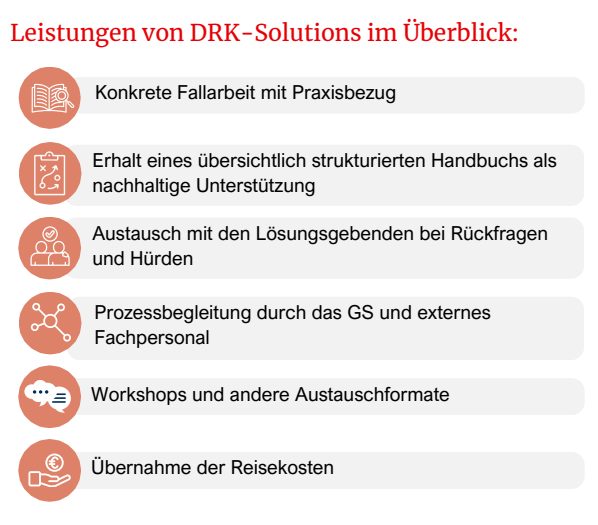 Leistungen von DRK-Solutions im Überblick:
Konkrete Fallarbeit mit Praxisbezug
Erhalt eines übersichtlich strukturierten Handbuchs als
nachhaltige Unterstützung
Austausch mit den Lösungsgebenden bei Rückfragen
und Hürden
Prozessbegleitung durch das GS und externes
Fachpersonal
Workshops und andere Austauschformate
Übernahme der Reisekosten